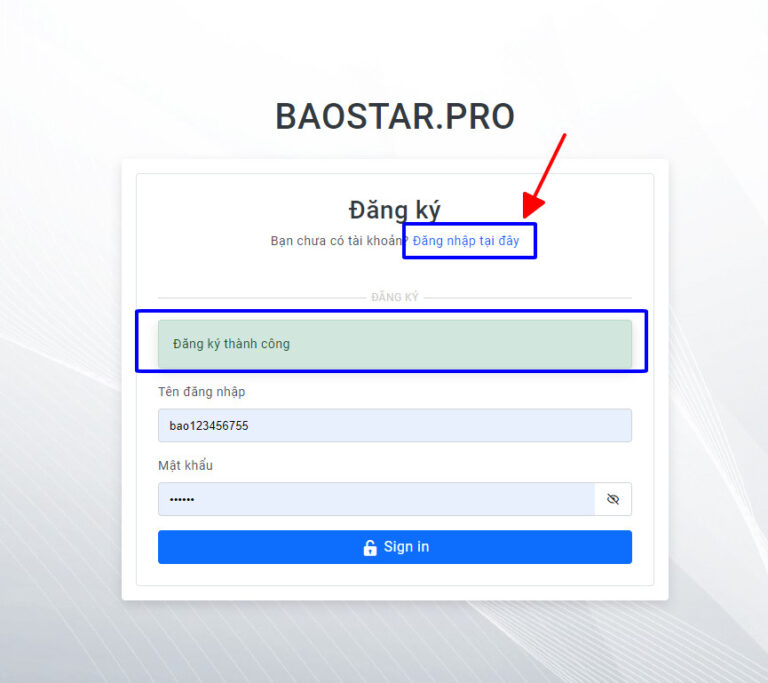 BAOSTAR.PRO
Đăng ký
Bạn chưa có tài khoản? Đăng nhập tại đây
ĐĂNG KÝ
Đăng ký thành công
Tên đăng nhập
bao123456755
Mật khẩu
••••••
Sign in